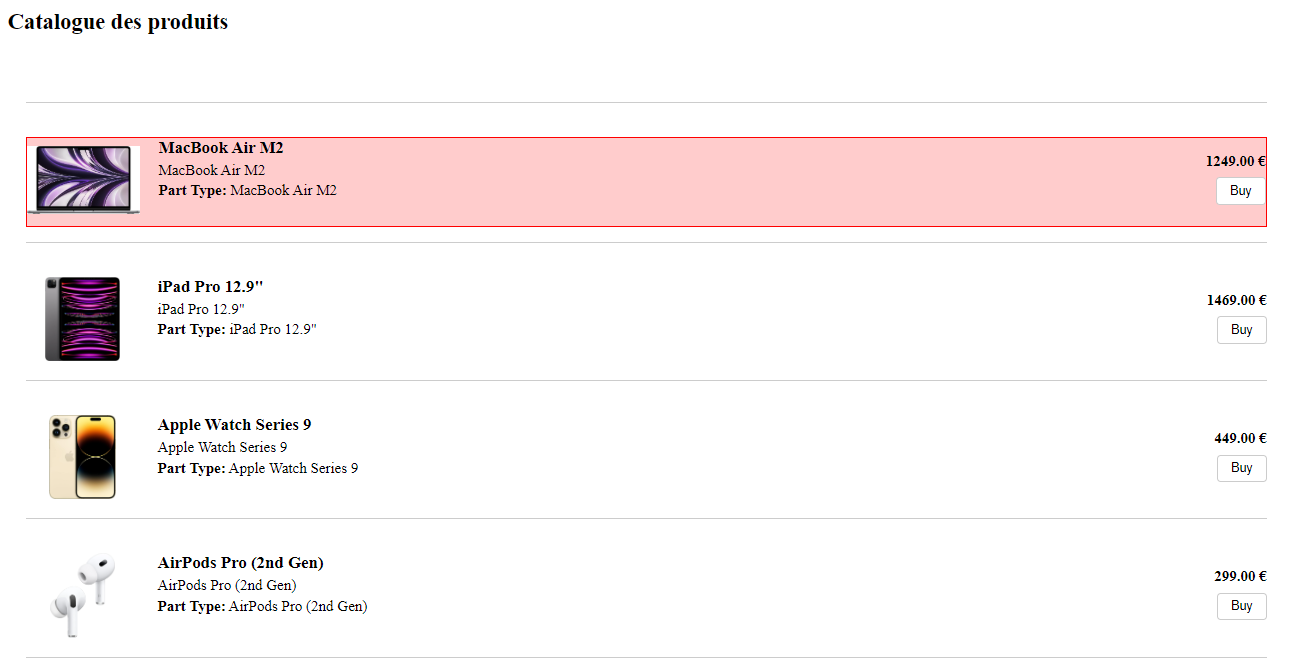 Catalogue des produits
MacBook Air M2
MacBook Air M2
Part Type: MacBook Air M2
1249.00 €
Buy
iPad Pro 12.9"
iPad Pro 12.9"
Part Type: iPad Pro 12.9"
1469.00 €
Buy
Apple Watch Series 9
Apple Watch Series 9
Part Type: Apple Watch Series 9
449.00 €
Buy
AirPods Pro (2nd Gen)
AirPods Pro (2nd Gen)
Part Type: AirPods Pro (2nd Gen)
299.00 €
Buy